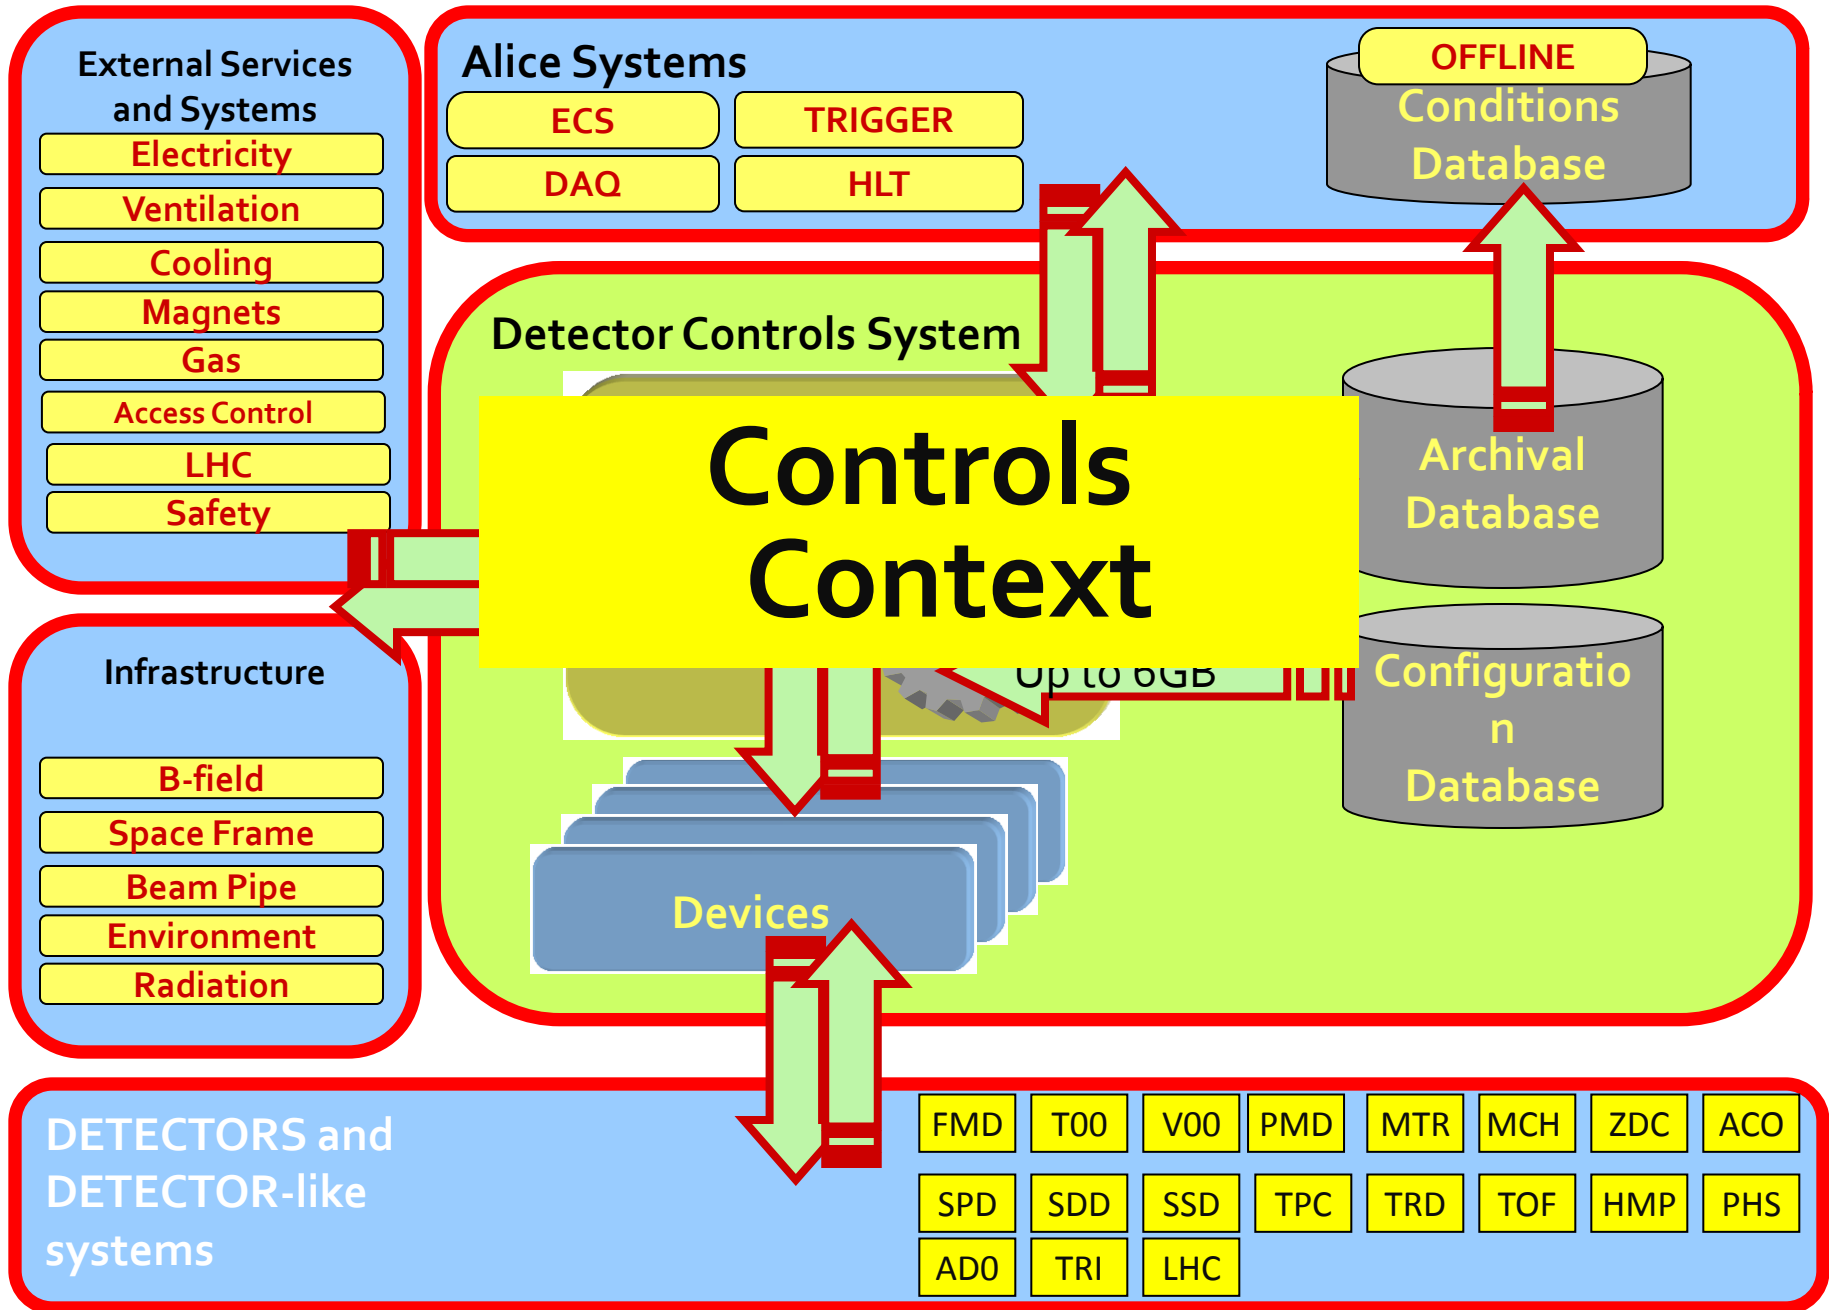 External Services
and Systems
Electricity
Ventilation
Cooling
Magnets
Gas
Access Control
LHC
Safety
Alice Systems
ECS
TRIGGER
DAQ
HLT
OFFLINE
Conditions
Database
Detector Controls System
Controls
Context
Archival
Database
Up to 6GB
Configuratio
n
Database
Infrastructure
B-field
Space Frame
Beam Pipe
Environment
Radiation
Devices
DETECTORS and
DETECTOR-like
systems
FMD T00 V00 PMD MTR MCH ZDC ACO
SPD SDD SSD TPC TRD TOF HMP PHS
AD0 TRI LHC